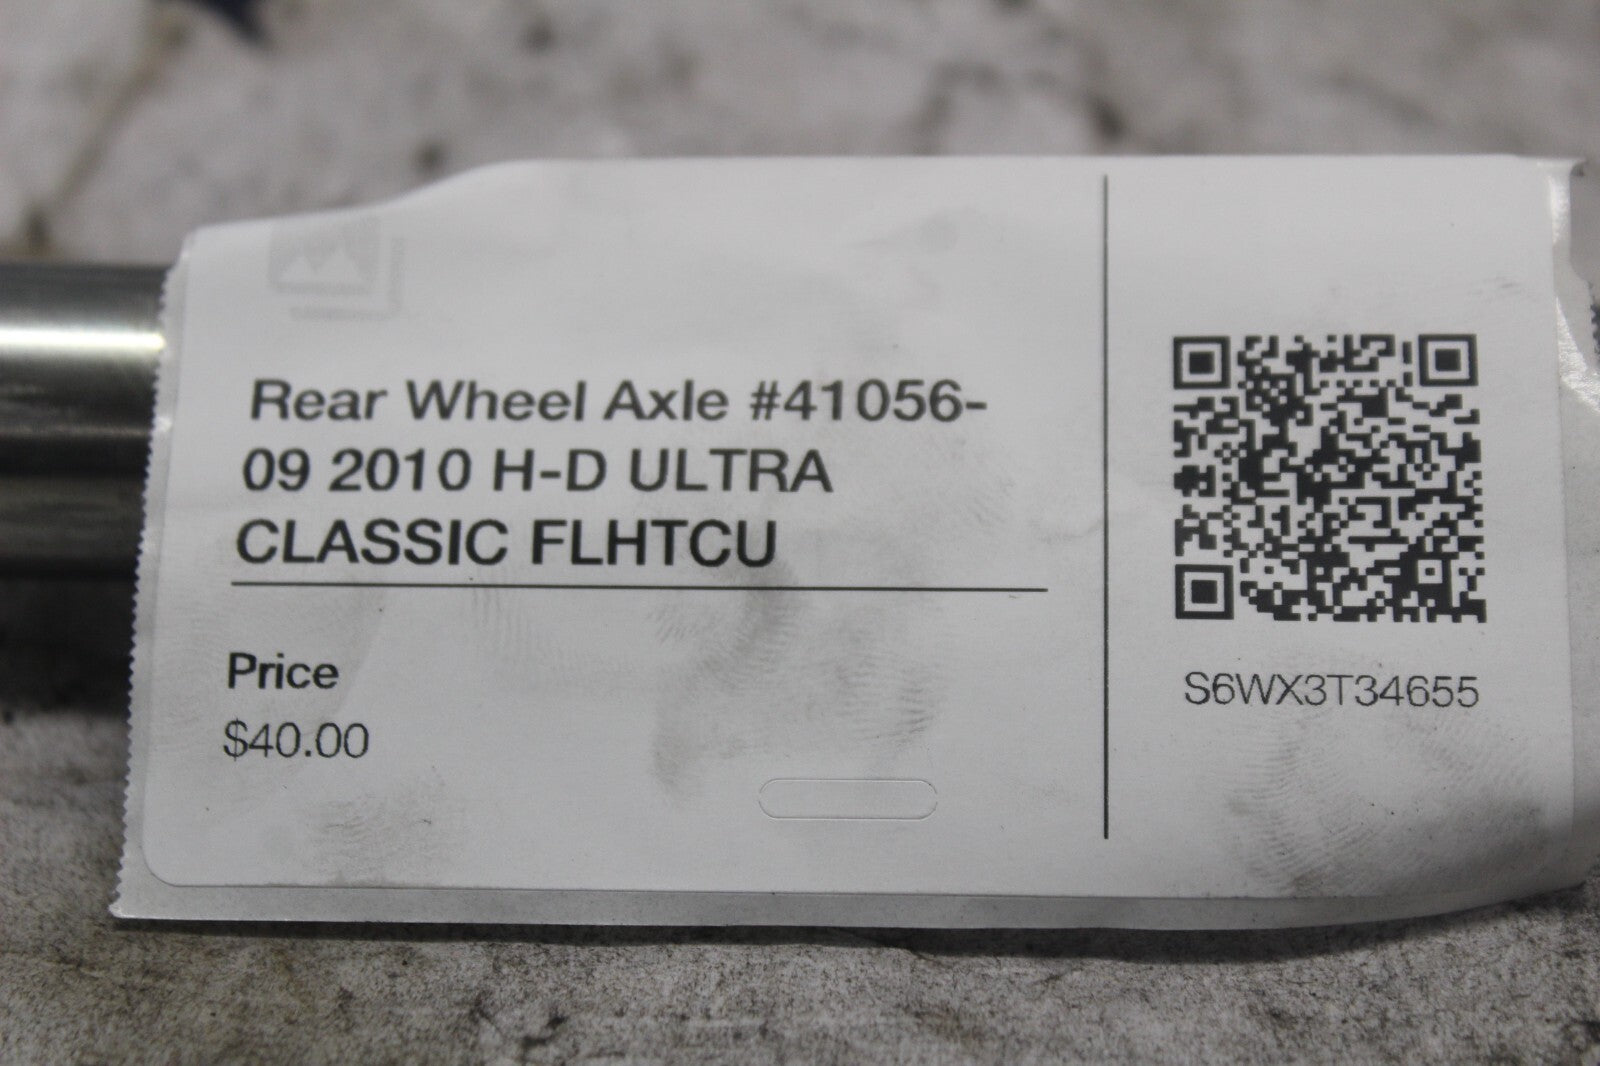 Rear Wheel Axle #41056-
09 2010 H-D ULTRA
CLASSIC FLHTCU
Price
$40.00
S6WX3T34655